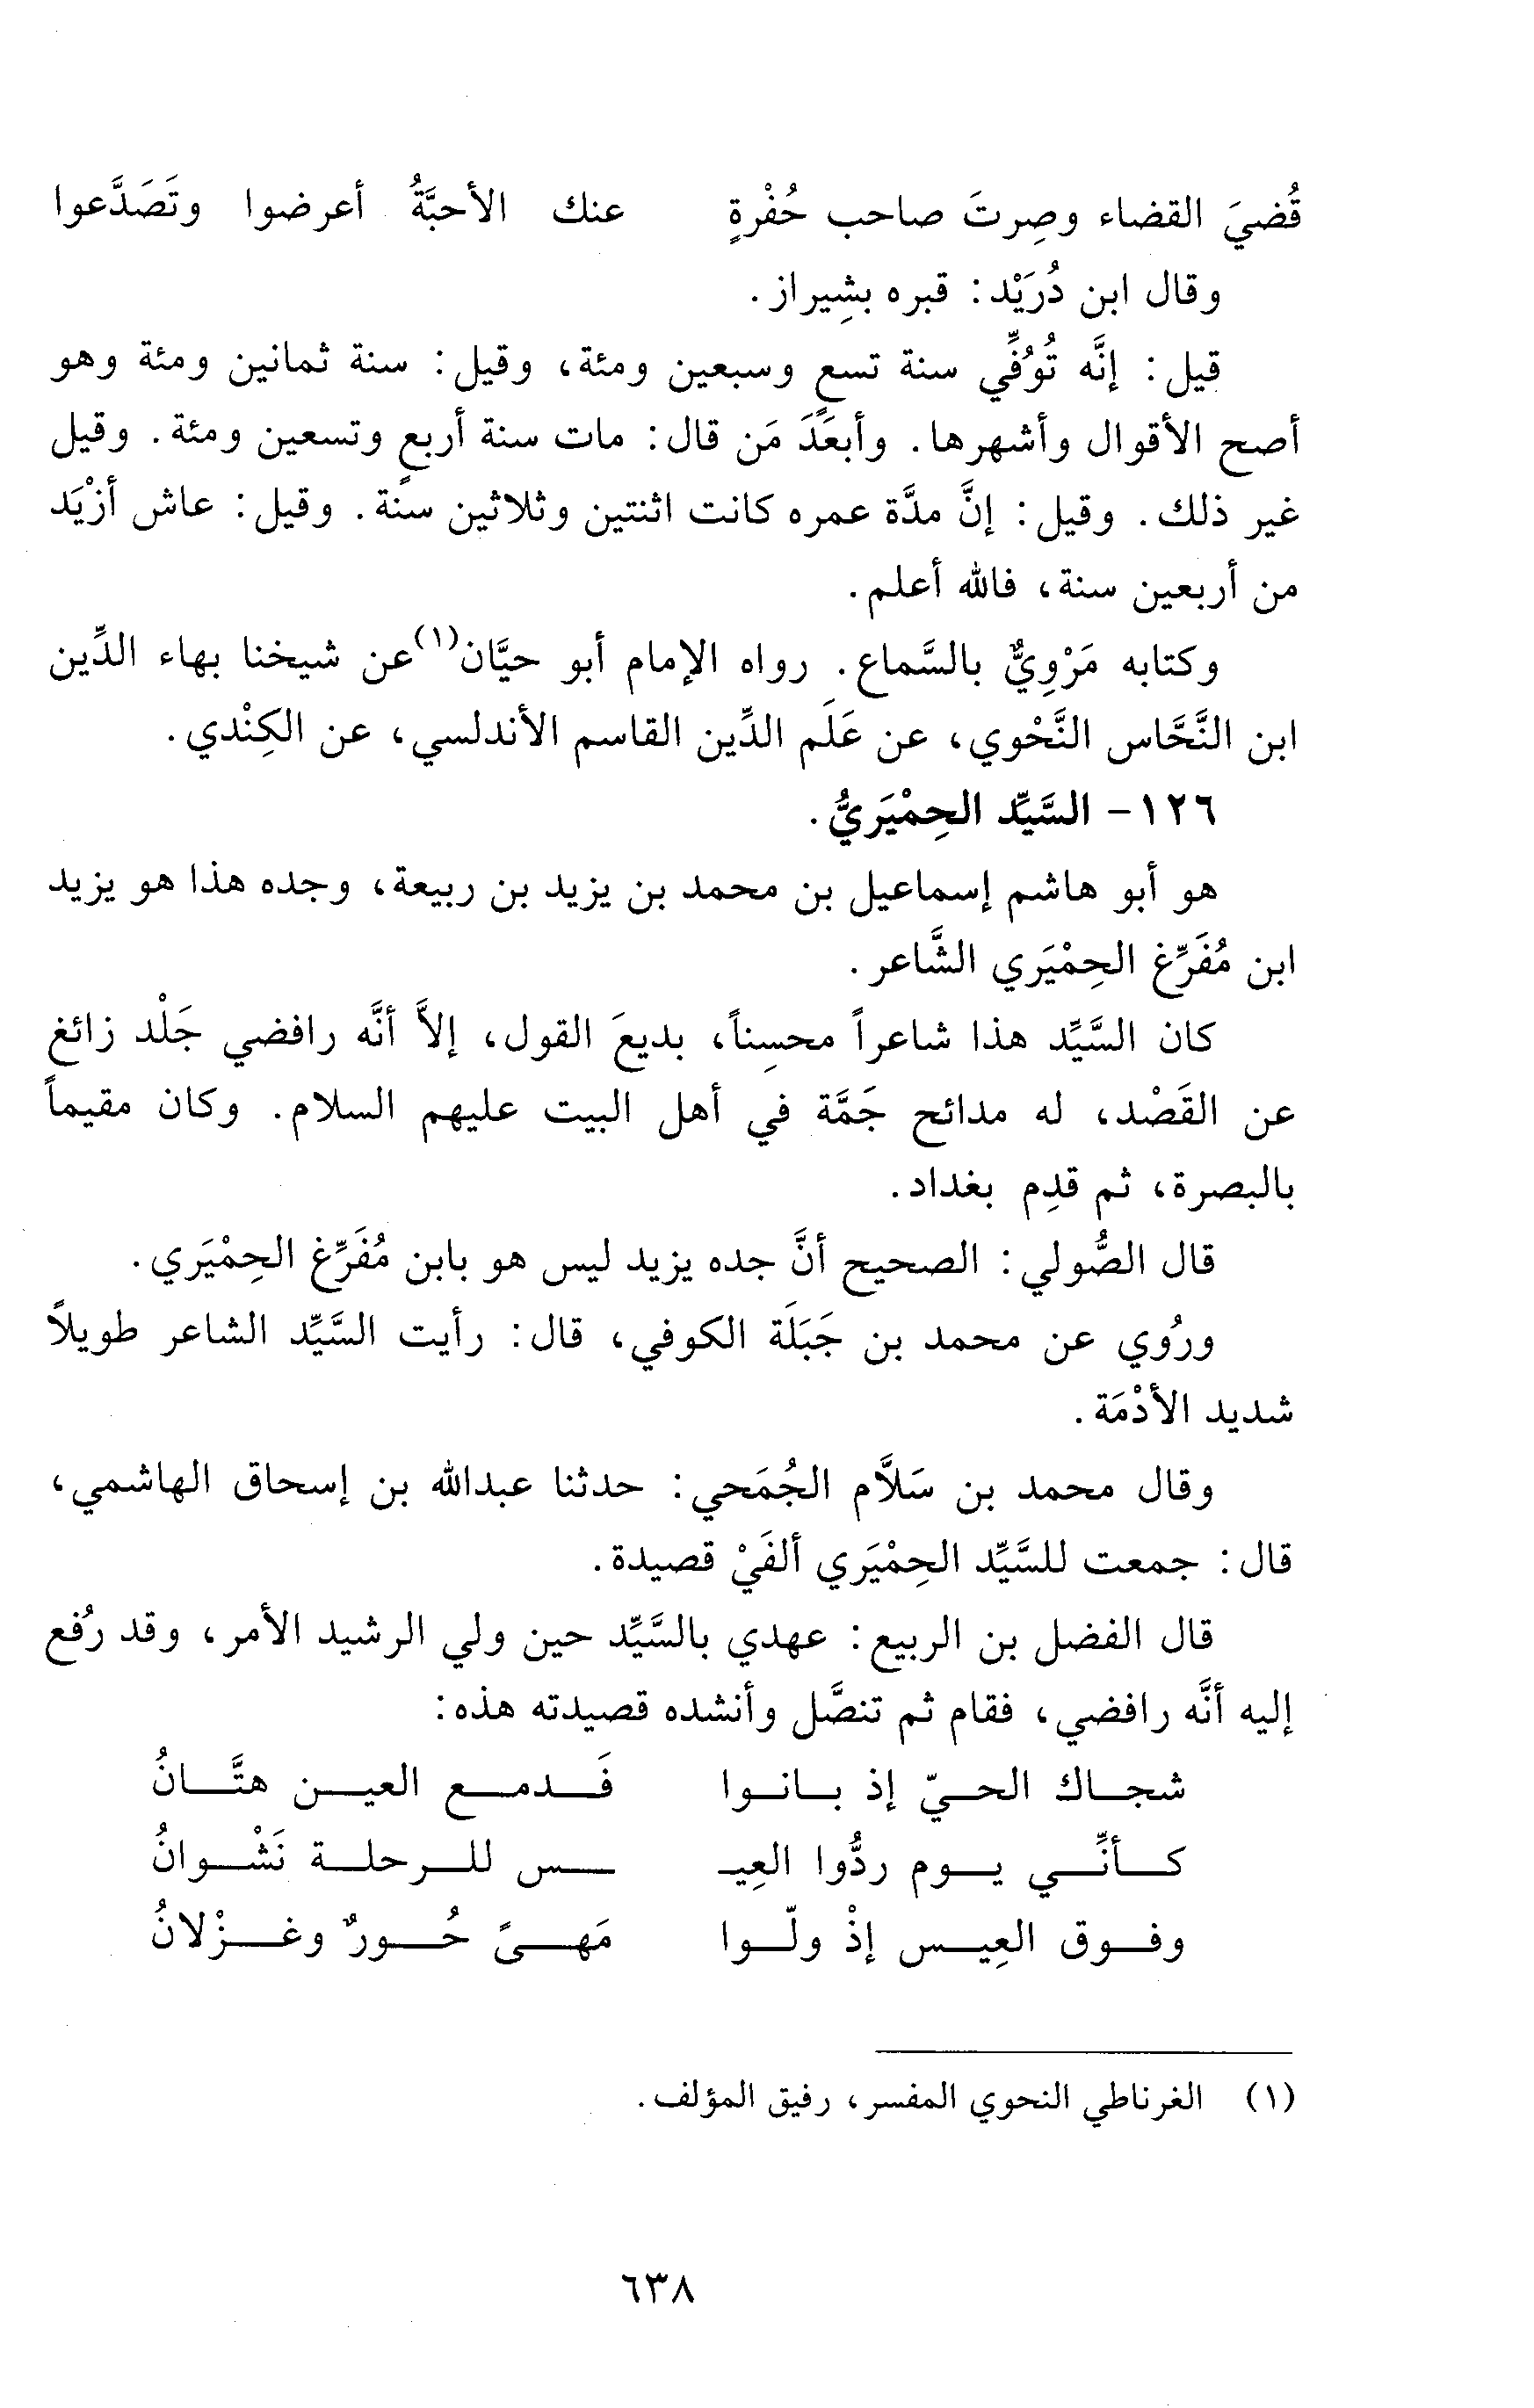 قُضيَ القضاء وصِرتَ صاحب حُفْرةٍ عنك الأحبَّةُ أعرضوا وتَصَدَّعوا
وقال ابن دُرَيْد: قبره بشِيراز.
قيل: إنَّه تُوُفِّي سنة تسع وسبعين ومئة، وقيل: سنة ثمانين ومئة وهو
أصح الأقوال وأشهرها. وأبعَدَ مَن قال: مات سنة أربعٍ وتسعين ومئة. وقيل
غير ذلك. وقيل: إنَّ مدَّة عمره كانت اثنتين وثلاثين سنة. وقيل: عاش أزْيَد
من أربعين سنة، فالله أعلم.
وكتابه مَرْوِيٌّ بالسَّماع. رواه الإمام أبو حيَّان(١) عن شيخنا بهاء الدِّين
ابن النَّحَّاس النَّحْوي، عن عَلَم الدِّين القاسم الأندلسي، عن الكِنْدي.
١٢٦- السَّيِّد الحِمْيَريُّ.
هو أبو هاشم إسماعيل بن محمد بن يزيد بن ربيعة، وجده هذا هو يزيد
ابن مُفَرِّغ الحِمْيَري الشَّاعر.
كان السَّيِّد هذا شاعراً محسِناً، بديعَ القول، إلاَّ أنَّه رافضي جَلْد زائغ
عن القَصْد، له مدائح جَمَّة في أهل البيت عليهم السلام. وكان مقيماً
بالبصرة، ثم قدِم بغداد.
قال الصُّولي: الصحيح أنَّ جده يزيد ليس هو بابن مُفَرِّغ الحِمْيَري.
ورُوي عن محمد بن جَبَلَة الكوفي، قال: رأيت السَّيِّد الشاعر طويلاً
شديد الأدْمَة.
وقال محمد بن سَلاَّم الجُمَحي: حدثنا عبدالله بن إسحاق الهاشمي،
قال: جمعت للسَّيِّد الحِمْيَري ألفَيْ قصيدة.
قال الفضل بن الربيع: عهدي بالسَّيِّد حين ولي الرشيد الأمر، وقد رُفع
إليه أنَّه رافضي، فقام ثم تنصَّل وأنشده قصيدته هذه:
شجاك الحيّ إذ بانوا فَدمع العين هتَّانُ
كأنِّي يوم ردُّوا العِيـ ـس للرحلة نَشْوانُ
وفوق العِيس إذْ ولّوا مَهىً حُورٌ وغزْلانُ
(١) الغرناطي النحوي المفسر، رفيق المؤلف.
٦٣٨